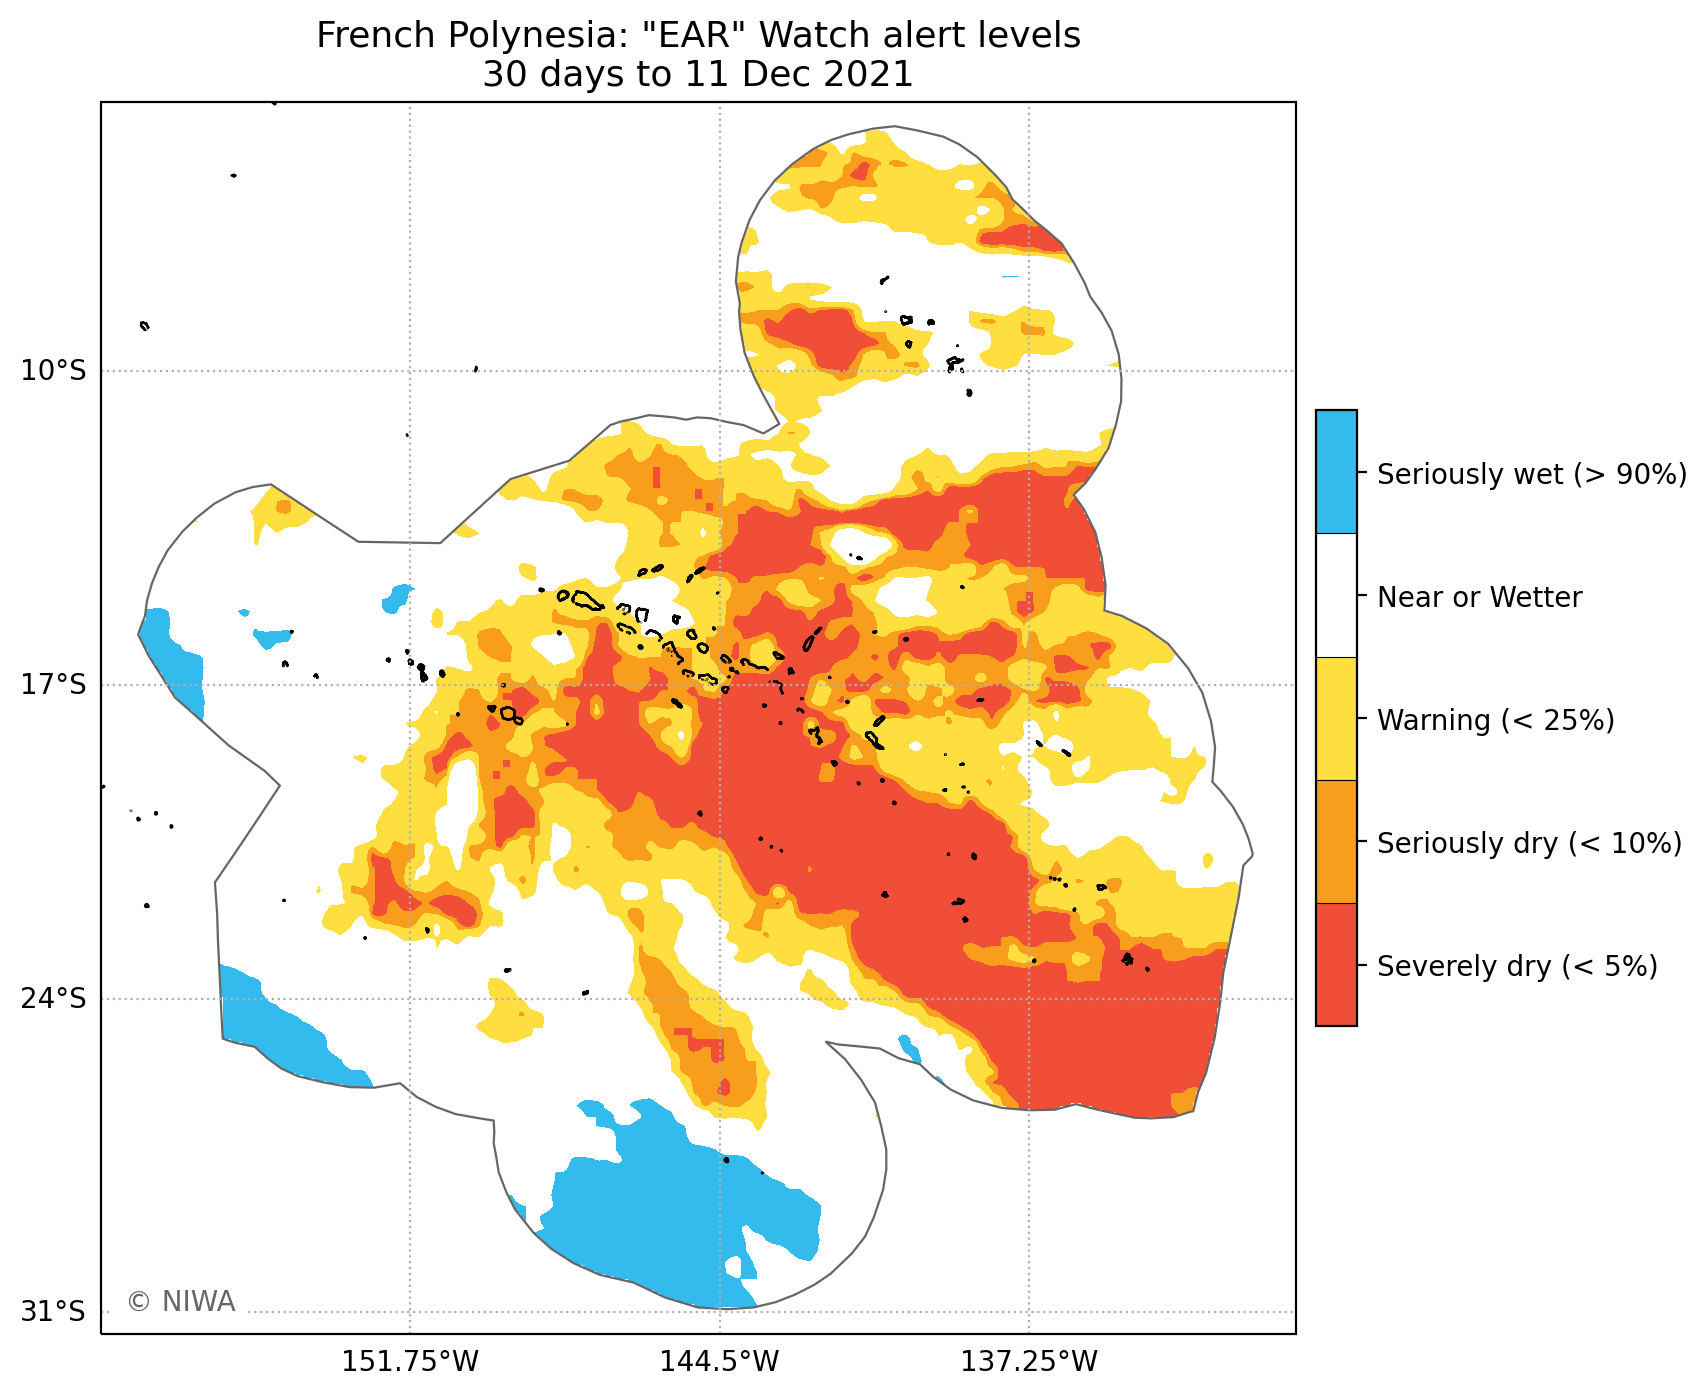 French Polynesia: "EAR" Watch alert levels
30 days to 11 Dec 2021
10°S
17°S
24°S
31°S
151.75°W
144.5°W
137.25°W
Seriously wet (> 90%)
Near or Wetter
Warning (< 25%)
Seriously dry (< 10%)
Severely dry (< 5%)
© NIWA